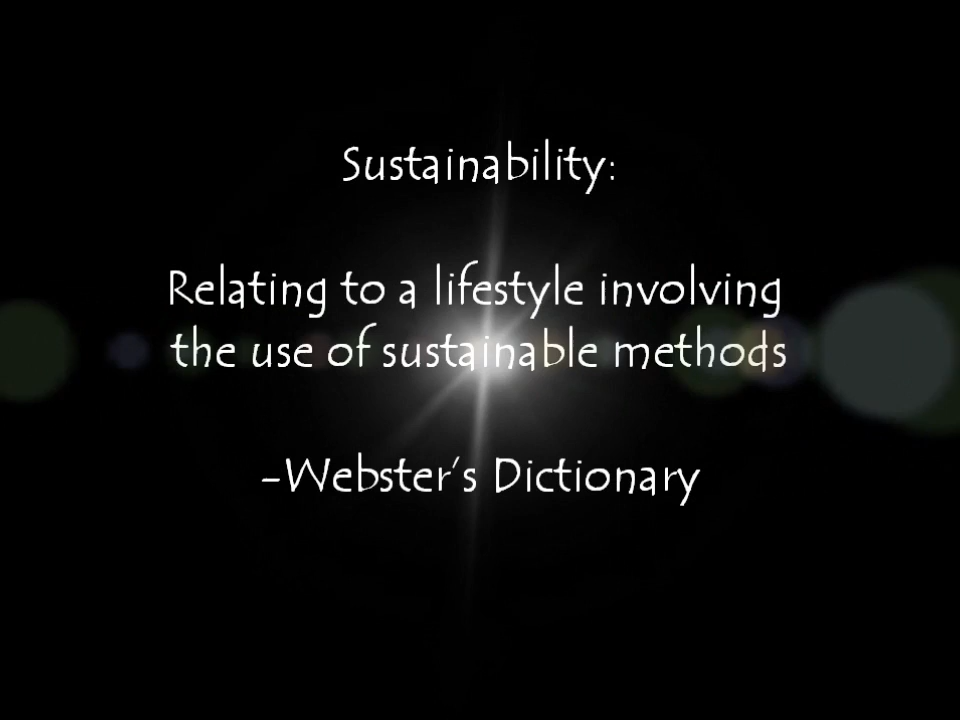 Sustainability:
Relating to a lifestyle involving
the use of sustainable methods
-Webster's Dictionary